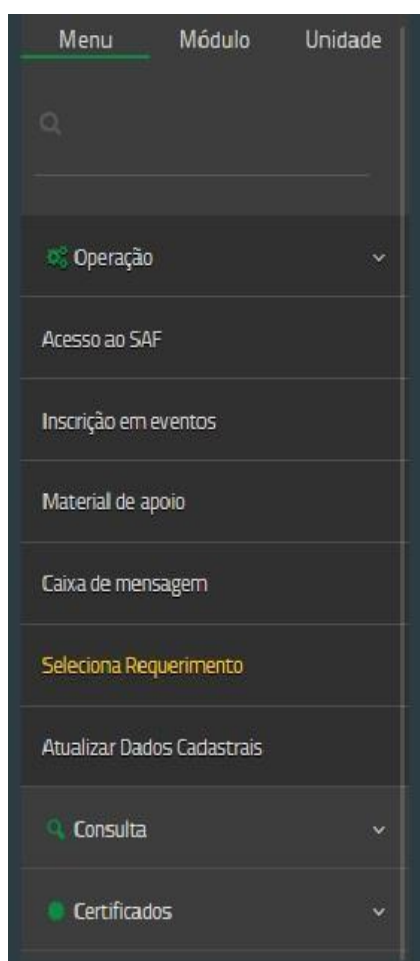 Menu Módulo Unidade
Operação
Acesso ao SAF
Inscrição em eventos
Material de apoio
Caixa de mensagem
Seleciona Requerimento
Atualizar Dados Cadastrais
Consulta
Certificados